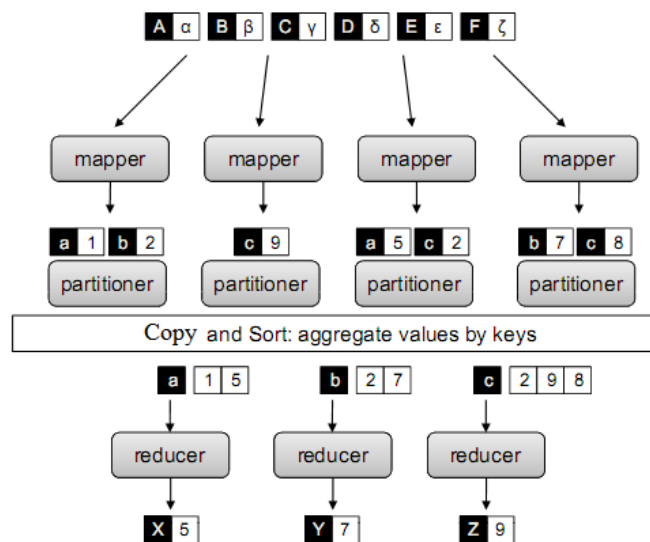 A α B β C γ D δ E ε F ζ
mapper mapper mapper mapper
a 1 b 2 c 9 a 5 c 2 b 7 c 8
partitioner partitioner partitioner partitioner
Copy and Sort: aggregate values by keys
a 1 5 b 2 7 c 2 9 8
reducer reducer reducer
X 5 Y 7 Z 9